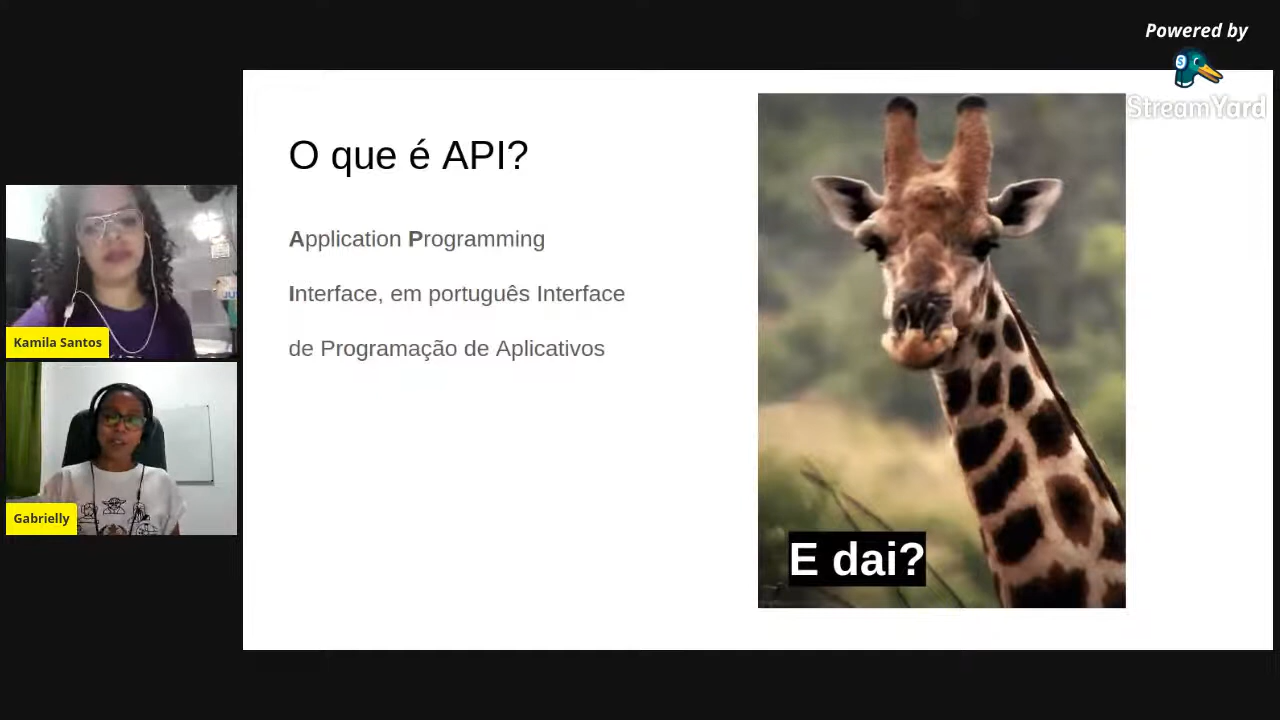 Powered by
StreamYard
O que é API?
Application Programming
Interface, em português Interface
de Programação de Aplicativos
E dai?
Kamila Santos
Gabrielly